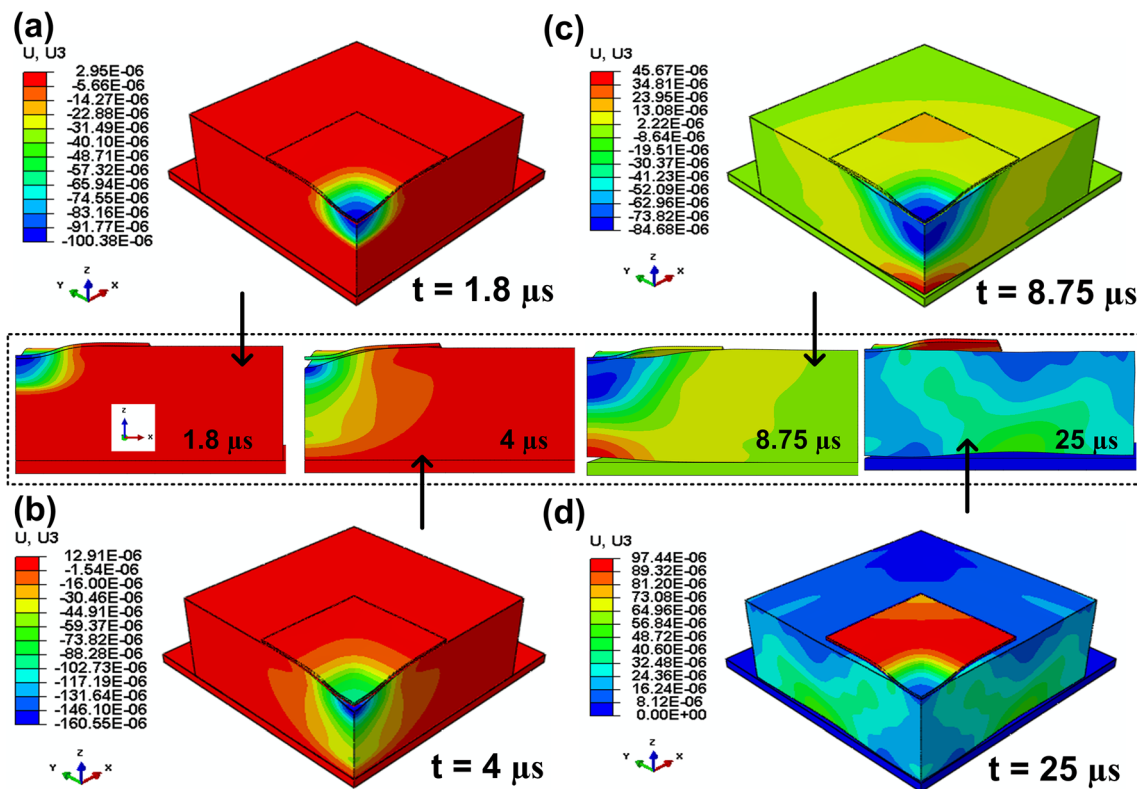 (a)
U, U3
2.95E-06
-5.66E-06
-14.27E-06
-22.88E-06
-31.49E-06
-40.10E-06
-48.71E-06
-57.32E-06
-65.94E-06
-74.55E-06
-83.16E-06
-91.77E-06
-100.38E-06
Z
Y X
t = 1.8 µs
(c)
U, U3
45.67E-06
34.81E-06
23.95E-06
13.08E-06
2.22E-06
-8.64E-06
-19.51E-06
-30.37E-06
-41.23E-06
-52.09E-06
-62.96E-06
-73.82E-06
-84.68E-06
Z
Y X
t = 8.75 µs
Z
X
1.8 µs
4 µs
8.75 µs
25 µs
(b)
U, U3
12.91E-06
-1.54E-06
-16.00E-06
-30.46E-06
-44.91E-06
-59.37E-06
-73.82E-06
-88.28E-06
-102.73E-06
-117.19E-06
-131.64E-06
-146.10E-06
-160.55E-06
Z
Y X
t = 4 µs
(d)
U, U3
97.44E-06
89.32E-06
81.20E-06
73.08E-06
64.96E-06
56.84E-06
48.72E-06
40.60E-06
32.48E-06
24.36E-06
16.24E-06
8.12E-06
0.00E+00
Z
Y X
t = 25 µs